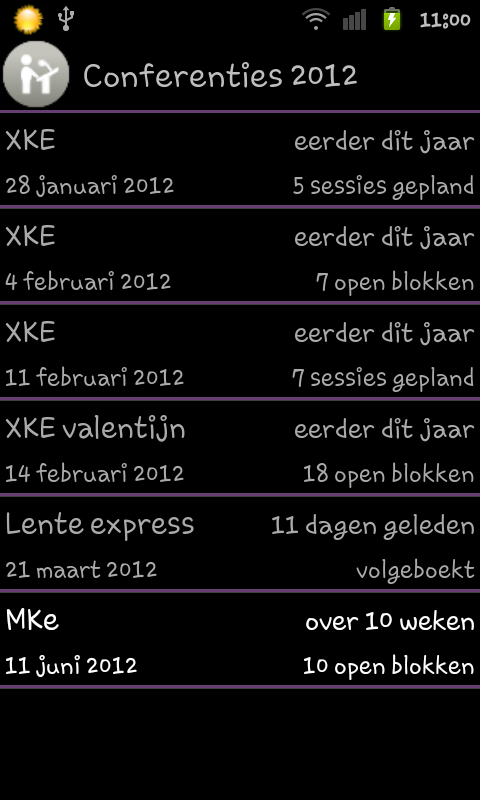 11:00
Conferenties 2012
XKE eerder dit jaar
28 januari 2012 5 sessies gepland
XKE eerder dit jaar
4 februari 2012 7 open blokken
XKE eerder dit jaar
11 februari 2012 7 sessies gepland
XKE valentijn eerder dit jaar
14 februari 2012 18 open blokken
Lente express 11 dagen geleden
21 maart 2012 volgeboekt
MKe over 10 weken
11 juni 2012 10 open blokken